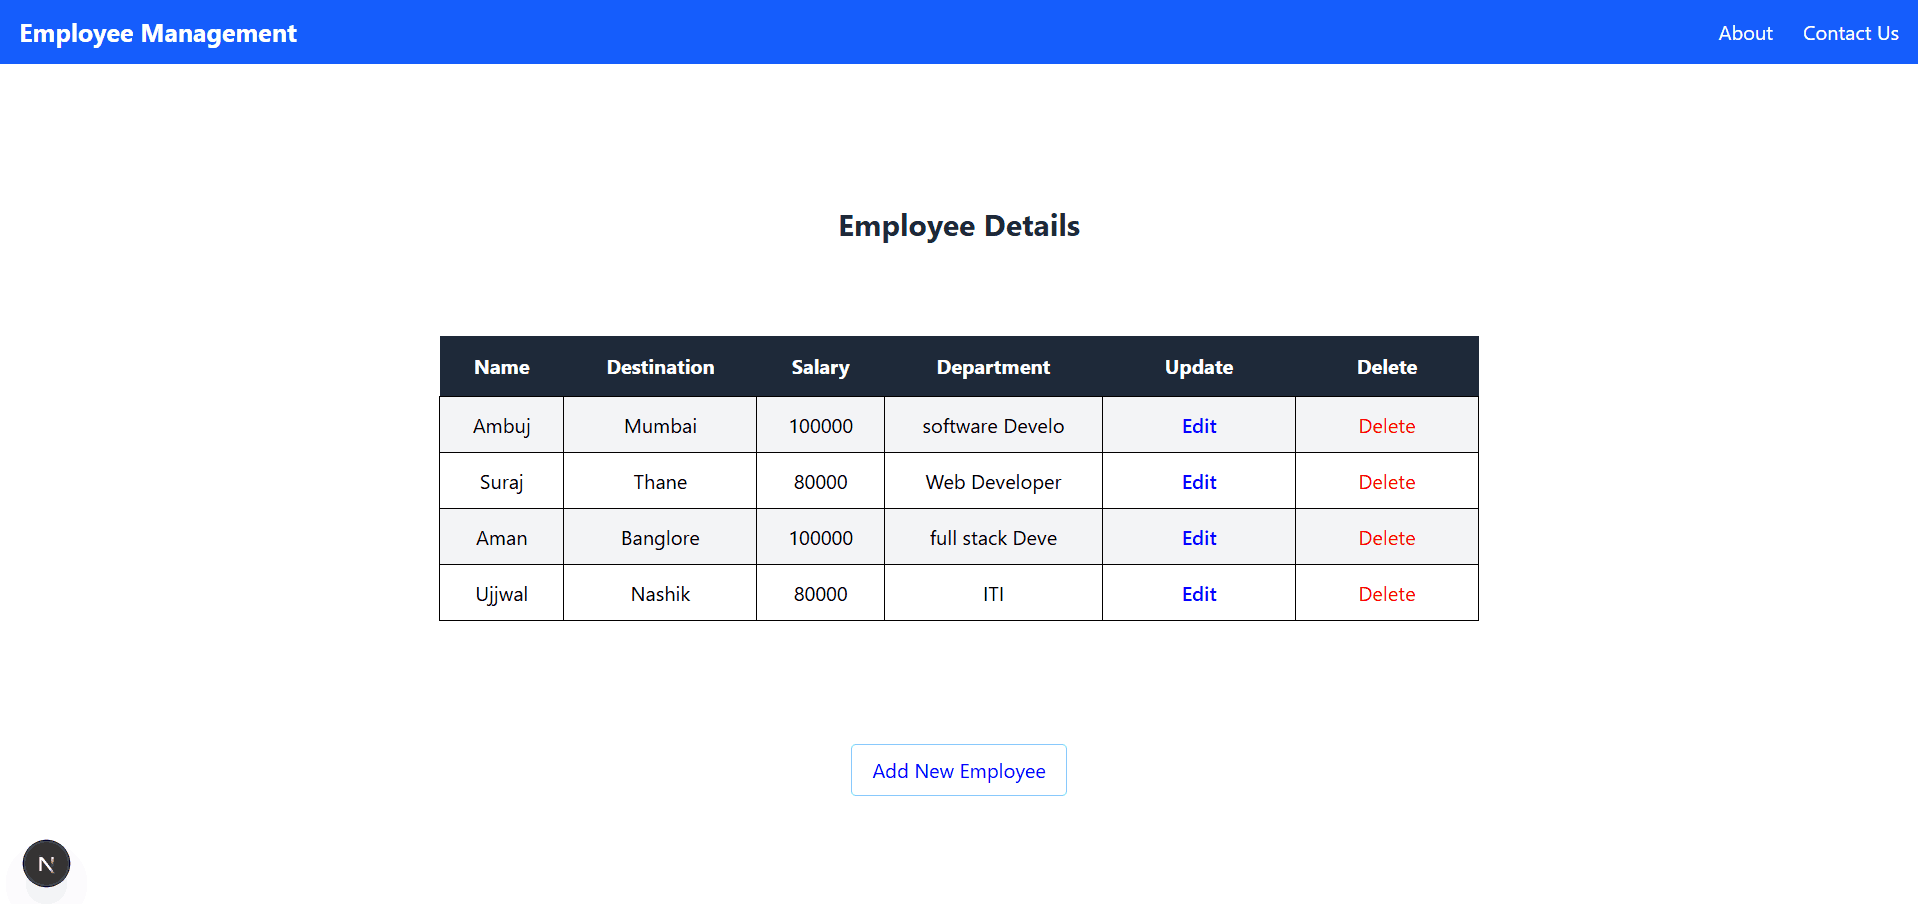 Employee Management About Contact Us
Employee Details
Name Destination Salary Department Update Delete
Ambuj Mumbai 100000 software Develo Edit Delete
Suraj Thane 80000 Web Developer Edit Delete
Aman Banglore 100000 full stack Deve Edit Delete
Ujjwal Nashik 80000 ITI Edit Delete
Add New Employee
N